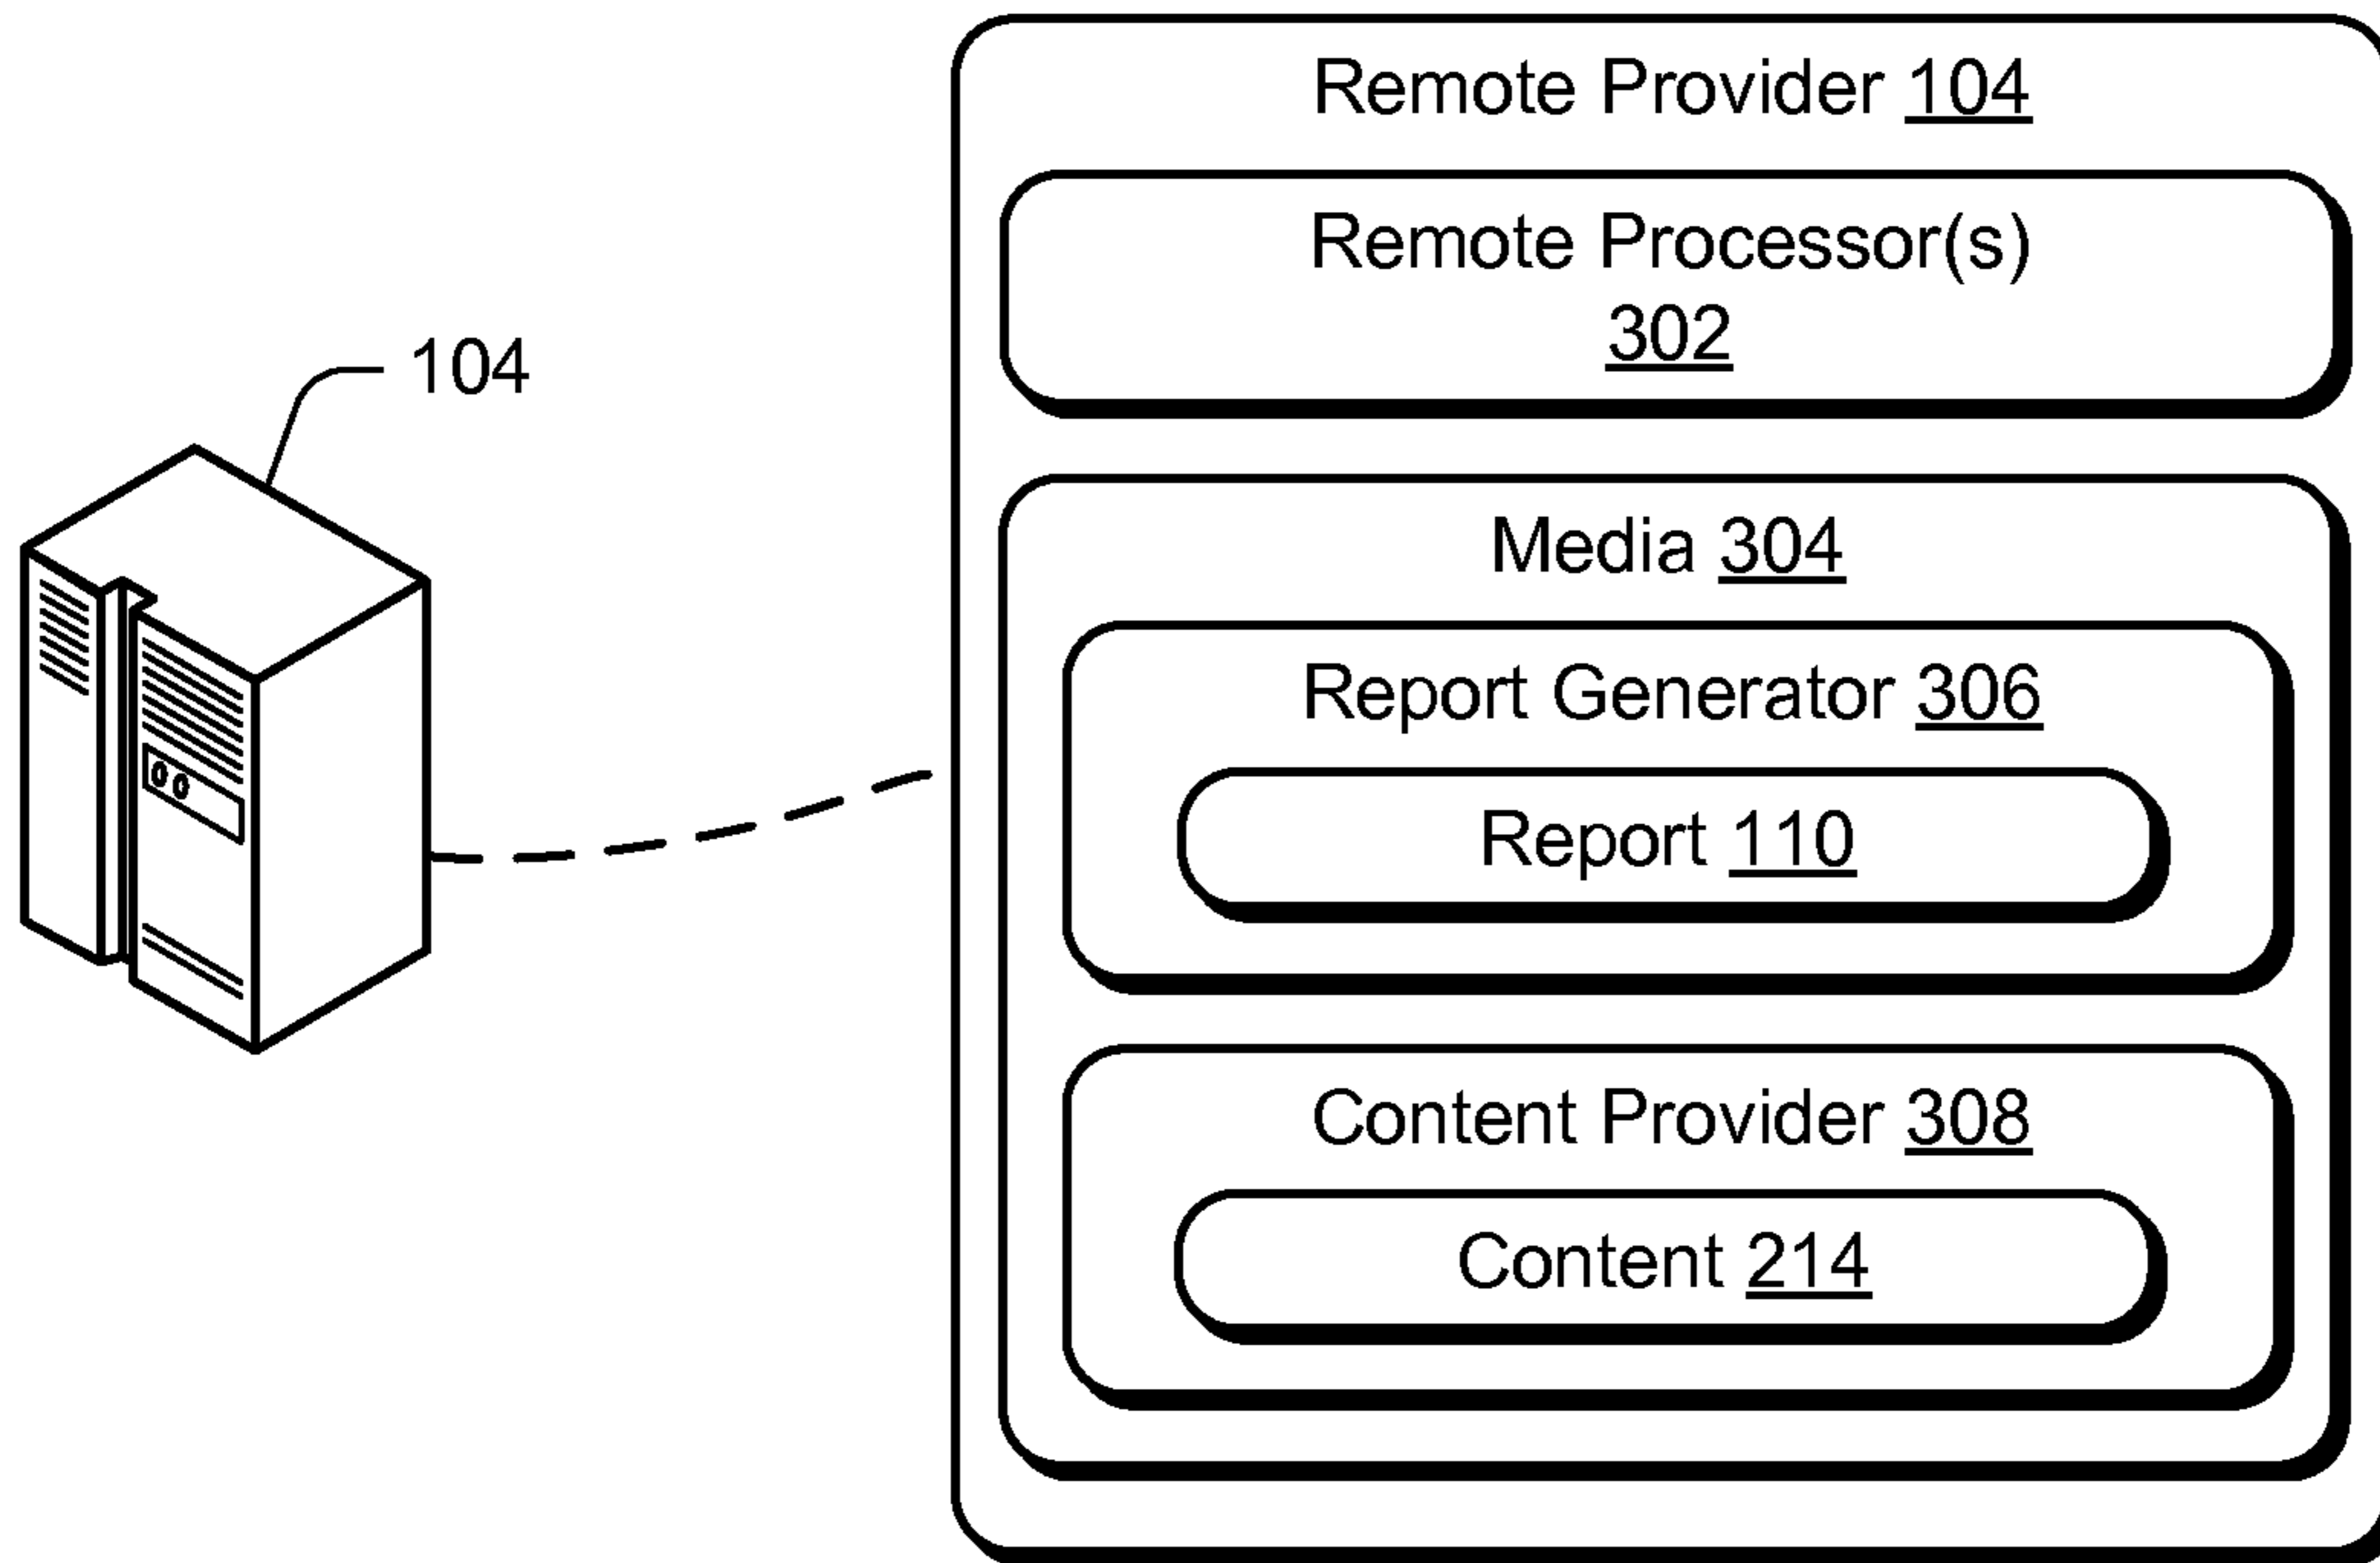 104
Remote Provider 104
Remote Processor(s)
302
Media 304
Report Generator 306
Report 110
Content Provider 308
Content 214